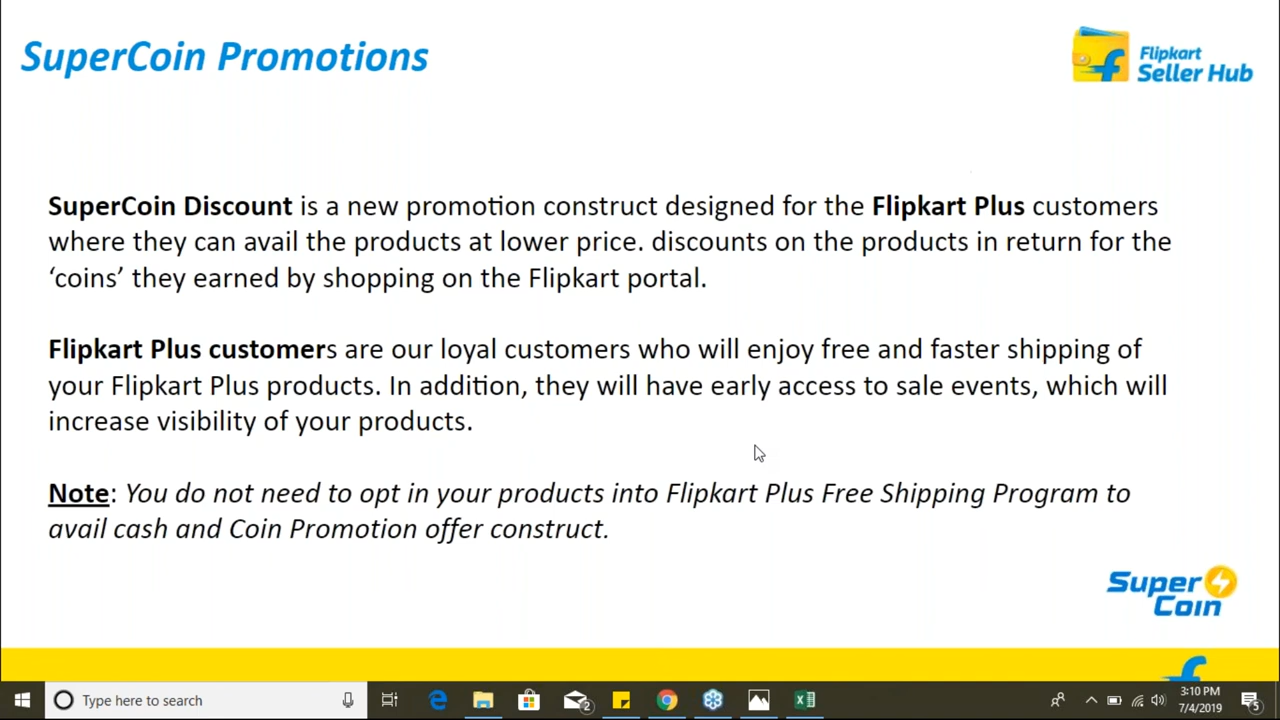 SuperCoin Promotions
Flipkart
Seller Hub
SuperCoin Discount is a new promotion construct designed for the Flipkart Plus customers
where they can avail the products at lower price. discounts on the products in return for the
‘coins’ they earned by shopping on the Flipkart portal.
Flipkart Plus customers are our loyal customers who will enjoy free and faster shipping of
your Flipkart Plus products. In addition, they will have early access to sale events, which will
increase visibility of your products.
Note: You do not need to opt in your products into Flipkart Plus Free Shipping Program to
avail cash and Coin Promotion offer construct.
Super
Coin
Type here to search
2
3:10 PM
7/4/2019
5